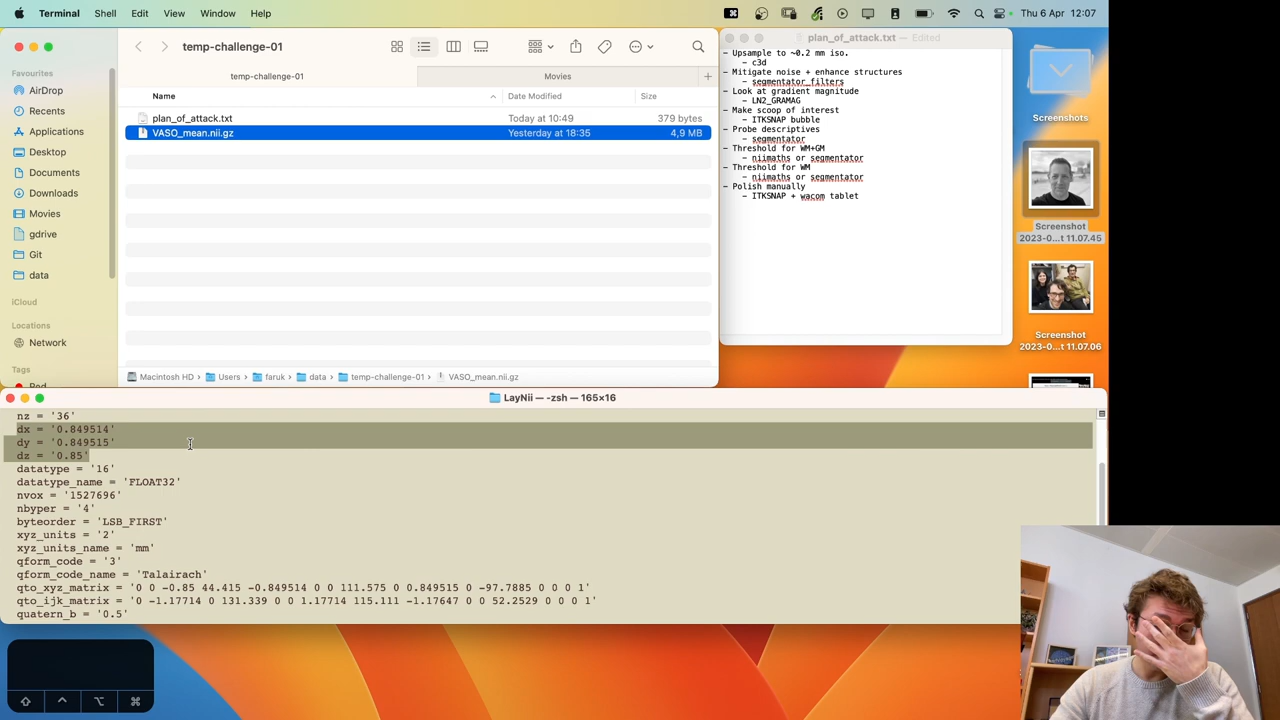 Terminal Shell Edit View Window Help
Thu 6 Apr 12:07
temp-challenge-01
temp-challenge-01
Movies
Favourites
AirDrop
Recents
Applications
Desktop
Documents
Downloads
Movies
gdrive
Git
data
iCloud
Locations
Network
Tags
Name Date Modified Size
plan_of_attack.txt Today at 10:49 379 bytes
VASO_mean.nii.gz Yesterday at 18:35 4,9 MB
Macintosh HD › Users › faruk › data › temp-challenge-01 › VASO_mean.nii.gz
plan_of_attack.txt — Edited
- Upsample to ~0.2 mm iso.
- c3d
- Mitigate noise + enhance structures
- segmentator_filters
- Look at gradient magnitude
- LN2_GRAMAG
- Make scoop of interest
- ITKSNAP bubble
- Probe descriptives
- segmentator
- Threshold for WM+GM
- niimaths or segmentator
- Threshold for WM
- niimaths or segmentator
- Polish manually
- ITKSNAP + wacom tablet
Screenshots
Screenshot
2023-0...t 11.07.45
Screenshot
2023-0...t 11.07.06
LayNii — -zsh — 165×16
nz = '36'
dx = '0.849514'
dy = '0.849515'
dz = '0.85'
datatype = '16'
datatype_name = 'FLOAT32'
nvox = '1527696'
nbyper = '4'
byteorder = 'LSB_FIRST'
xyz_units = '2'
xyz_units_name = 'mm'
qform_code = '3'
qform_code_name = 'Talairach'
qto_xyz_matrix = '0 0 -0.85 44.415 -0.849514 0 0 111.575 0 0.849515 0 -97.7885 0 0 0 1'
qto_ijk_matrix = '0 -1.17714 0 131.339 0 0 1.17714 115.111 -1.17647 0 0 52.2529 0 0 0 1'
quatern_b = '0.5'